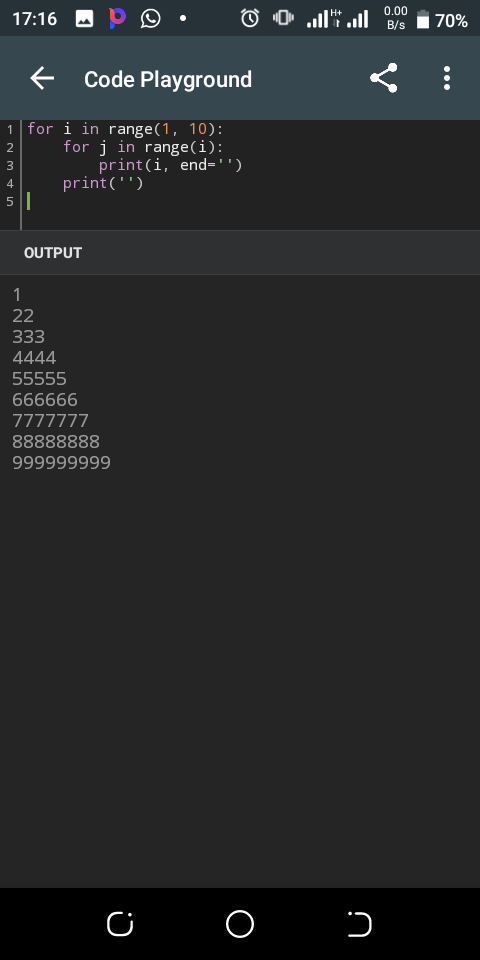 17:16 H+ 0.00 B/s 70%
Code Playground
1 for i in range(1, 10):
2     for j in range(i):
3         print(i, end='')
4     print('')
5
OUTPUT
1
22
333
4444
55555
666666
7777777
88888888
999999999